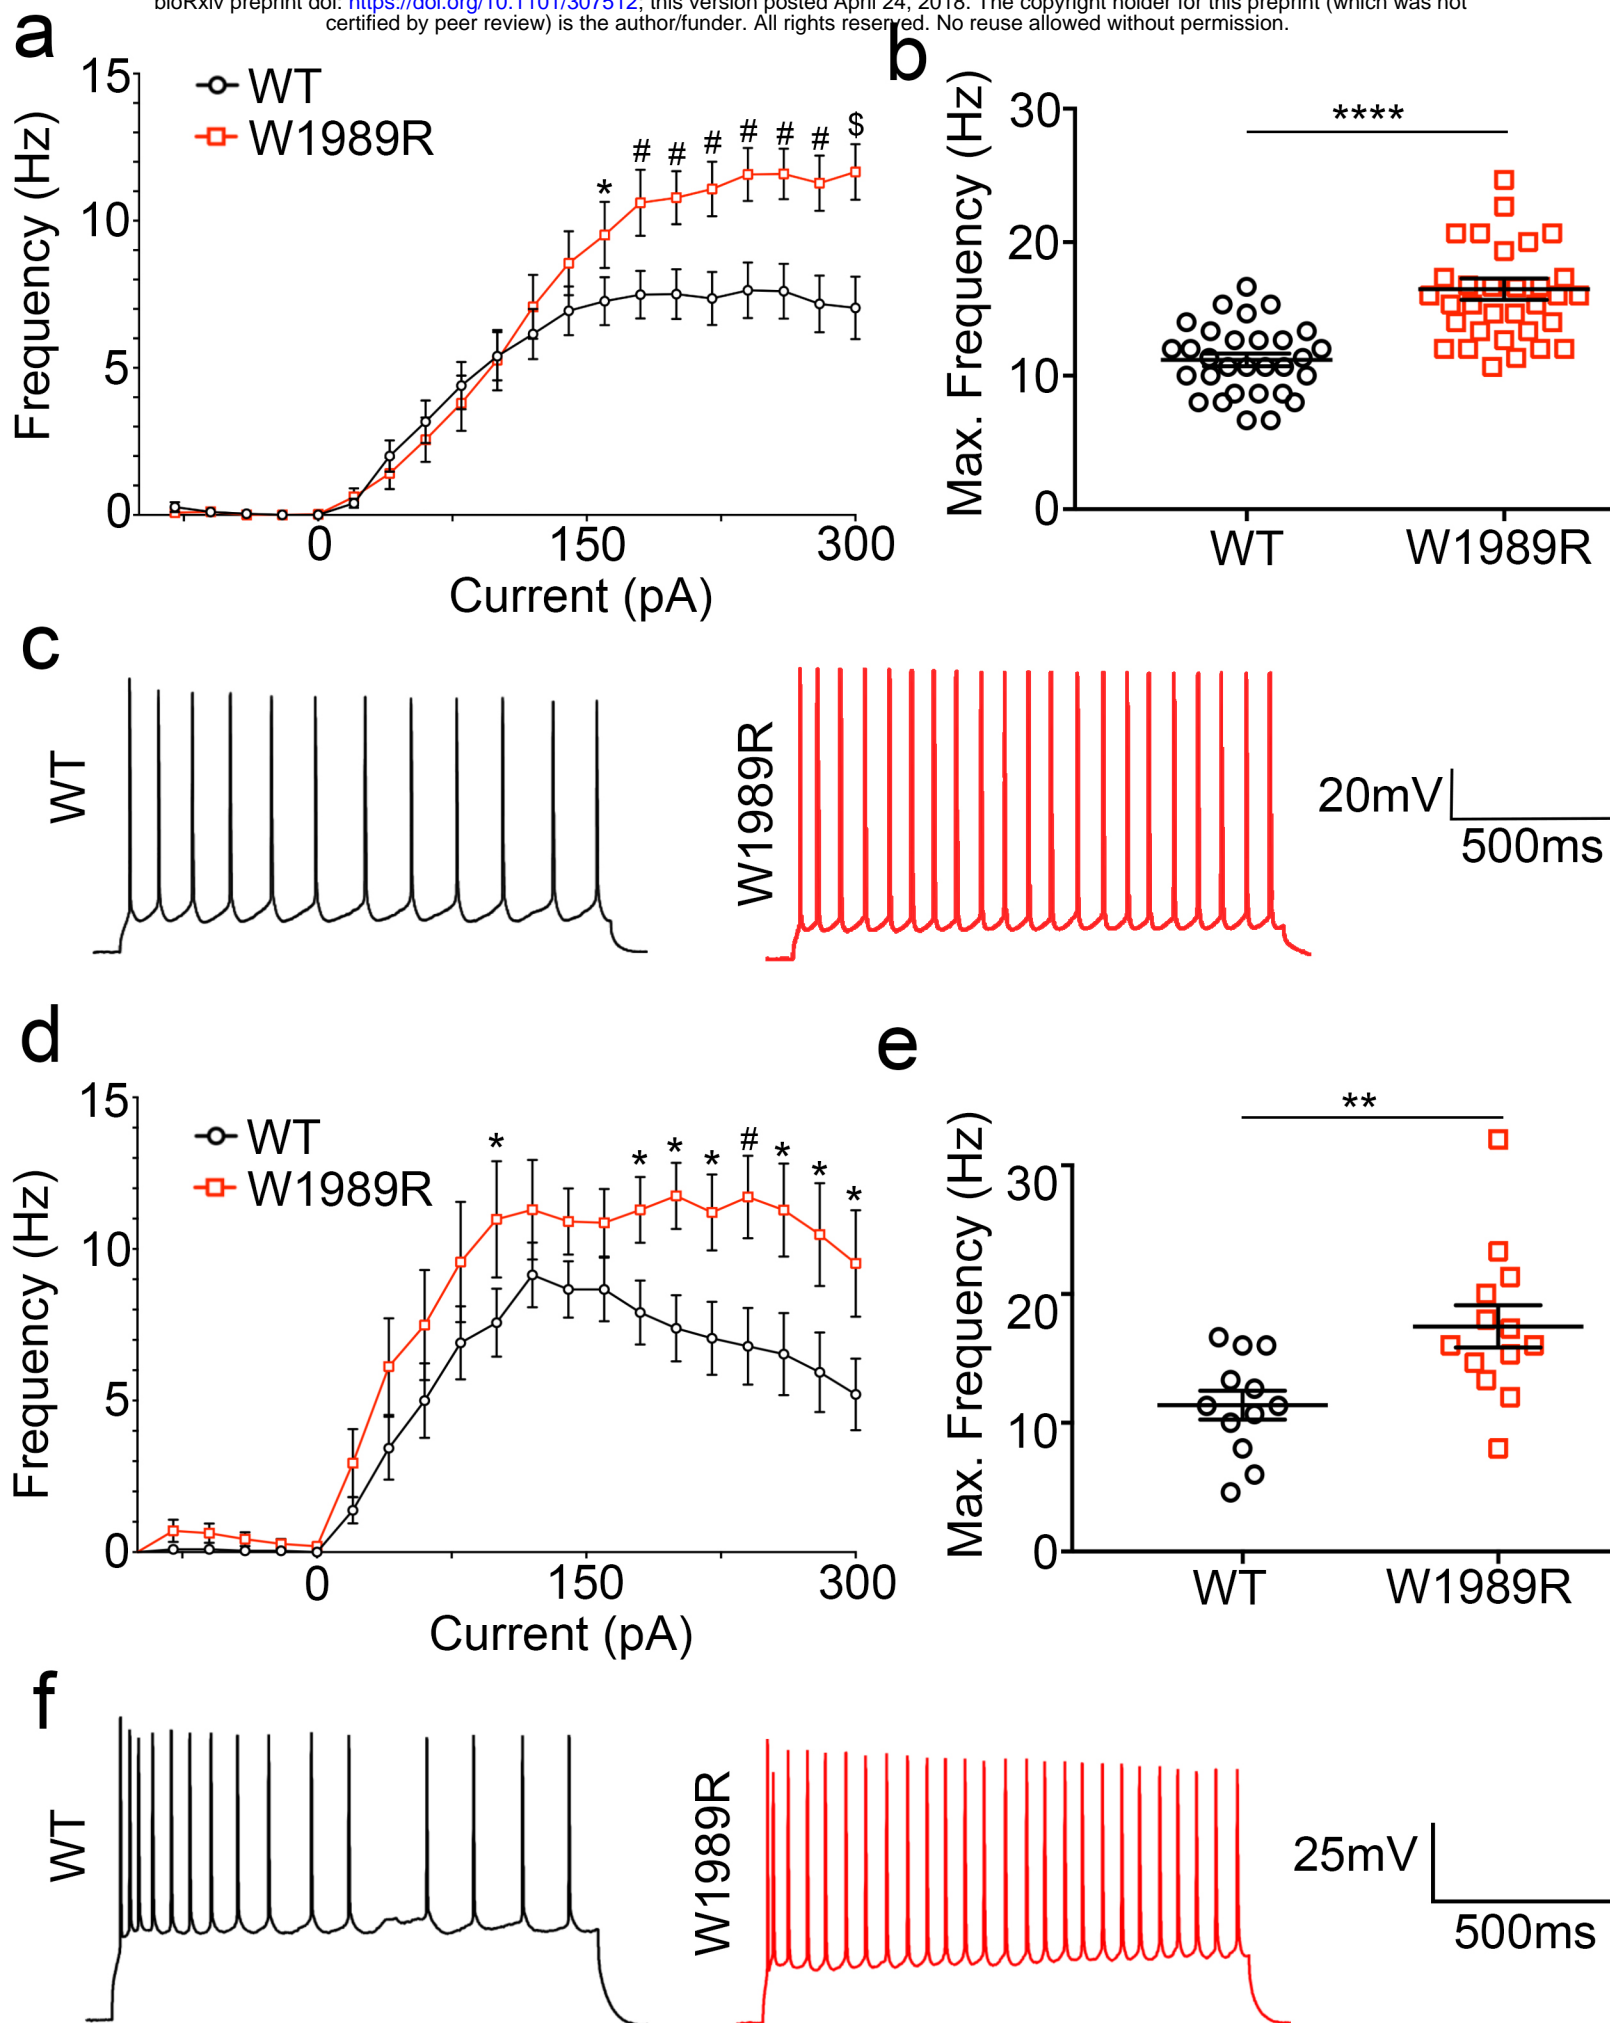 bioRxiv preprint doi: https://doi.org/10.1101/307512; this version posted April 24, 2018. The copyright holder for this preprint (which was not
certified by peer review) is the author/funder. All rights reserved. No reuse allowed without permission.
a
15
10
5
0
Frequency (Hz)
WT
W1989R
*
#
#
#
#
#
#
$
0
150
300
Current (pA)
b
Max. Frequency (Hz)
30
20
10
0
****
WT
W1989R
c
WT
W1989R
20mV
500ms
d
Frequency (Hz)
15
10
5
0
WT
W1989R
*
*
*
*
#
*
*
*
0
150
300
Current (pA)
e
Max. Frequency (Hz)
30
20
10
0
**
WT
W1989R
f
WT
W1989R
25mV
500ms